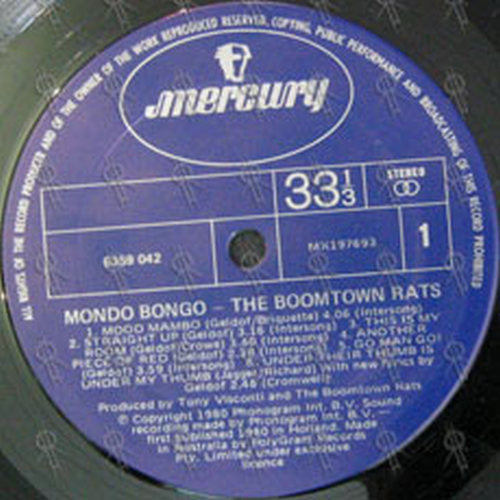 ALL RIGHTS OF THE RECORD PRODUCER AND OF THE OWNER OF THE WORK REPRODUCED RESERVED. COPYING, PUBLIC PERFORMANCE AND BROADCASTING OF THIS RECORD PROHIBITED
mercury
33 1/3
STEREO
6359 042
MX197693
1
MONDO BONGO – THE BOOMTOWN RATS
1. MOOD MAMBO (Geldof/Briquette) 4.06 (Intersong)
2. STRAIGHT UP (Geldof) 3.16 (Intersong) 3. THIS IS MY
ROOM (Geldof/Crowe) (Intersong) 4. ANOTHER
PIECE OF RED (Geldof) 2.36 (Intersong) 5. GO MAN GO!
(Geldof) 3.59 (Intersong) 6. UNDER THEIR THUMB IS
UNDER MY THUMB (Jagger/Richard) With new lyrics by
Geldof 2.46 (Cromwell)
Produced by Tony Visconti and The Boomtown Rats
© Copyright 1980 Phonogram Int. B.V. Sound
recording made by Phonogram Int. B.V. –
first published 1980 in Holland. Made
in Australia by PolyGram Records
Pty. Limited under exclusive
licence